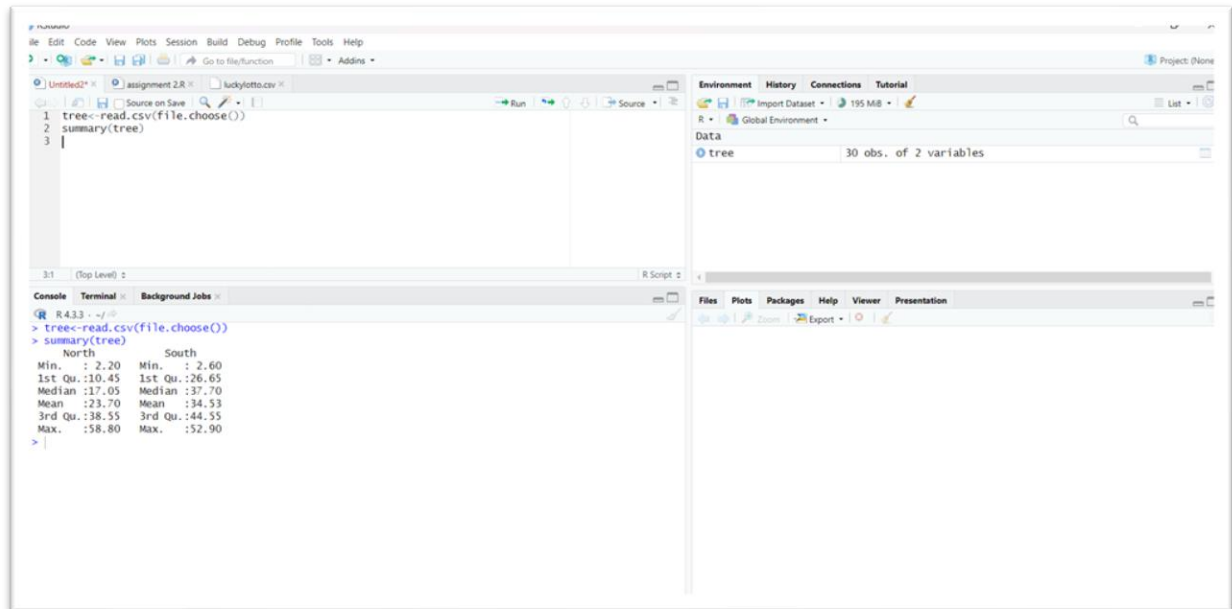 ile Edit Code View Plots Session Build Debug Profile Tools Help
Go to file/function Addins
Project: (None
Untitled2* assignment 2.R luckylotto.csv
Source on Save Run Source
1 tree<-read.csv(file.choose())
2 summary(tree)
3
3:1 (Top Level) R Script
Console Terminal Background Jobs
R 4.3.3 · ~/
> tree<-read.csv(file.choose())
> summary(tree)
North South
Min. : 2.20 Min. : 2.60
1st Qu.:10.45 1st Qu.:26.65
Median :17.05 Median :37.70
Mean :23.70 Mean :34.53
3rd Qu.:38.55 3rd Qu.:44.55
Max. :58.80 Max. :52.90
>
Environment History Connections Tutorial
Import Dataset 195 MiB List
R Global Environment
Data
tree 30 obs. of 2 variables
Files Plots Packages Help Viewer Presentation
Zoom Export